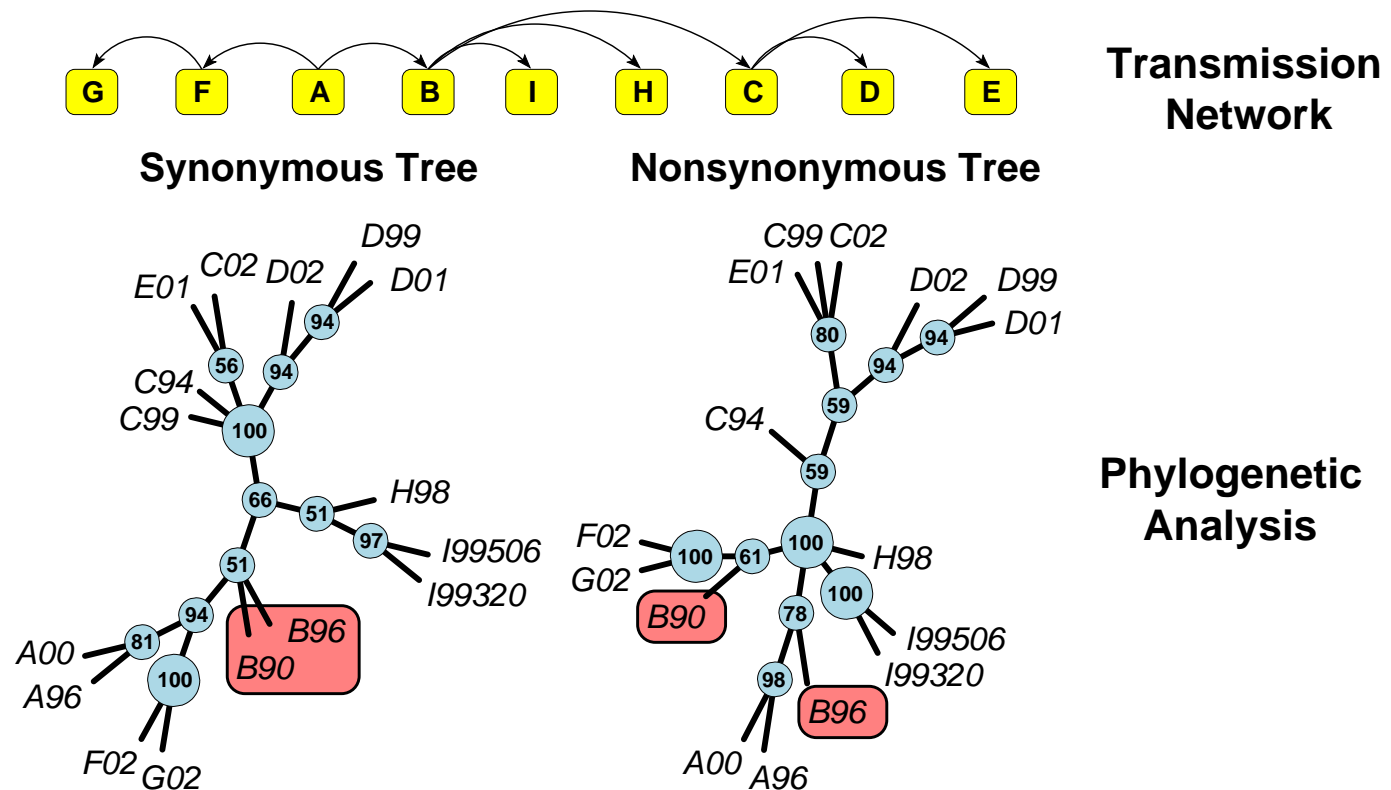 G F A B I H C D E
Transmission
Network
Synonymous Tree
Nonsynonymous Tree
D99
C02
D02
D01
E01
94
56
94
C94
C99
100
66
51
H98
97
I99506
I99320
51
94
81
B96
B90
A00
A96
100
F02
G02
C99 C02
E01
D02
D99
D01
80
94
94
59
C94
59
F02
G02
100
61
100
H98
B90
100
78
I99506
I99320
98
B96
A00
A96
Phylogenetic
Analysis